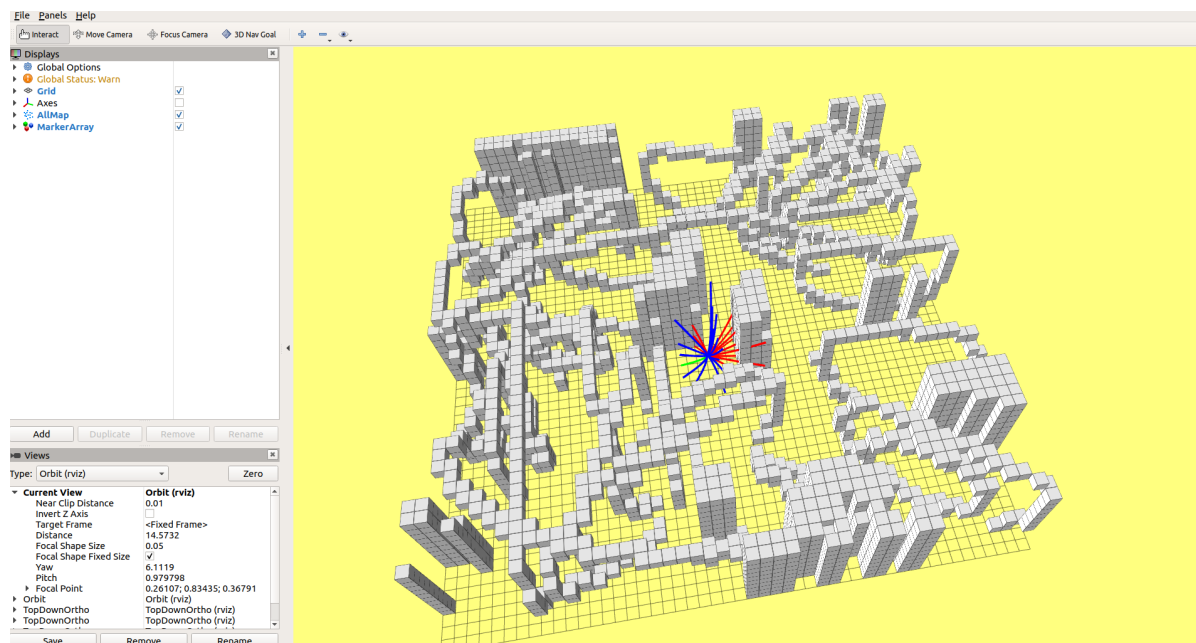 File Panels Help
Interact Move Camera Focus Camera 3D Nav Goal
Displays
Global Options
Global Status: Warn
Grid
Axes
AllMap
MarkerArray
Add Duplicate Remove Rename
Views
Type: Orbit (rviz) Zero
Current View Orbit (rviz)
Near Clip Distance 0.01
Invert Z Axis
Target Frame <Fixed Frame>
Distance 14.5732
Focal Shape Size 0.05
Focal Shape Fixed Size
Yaw 6.1119
Pitch 0.979798
Focal Point 0.26107; 0.83435; 0.36791
Orbit Orbit (rviz)
TopDownOrtho TopDownOrtho (rviz)
TopDownOrtho TopDownOrtho (rviz)
Save Remove Rename